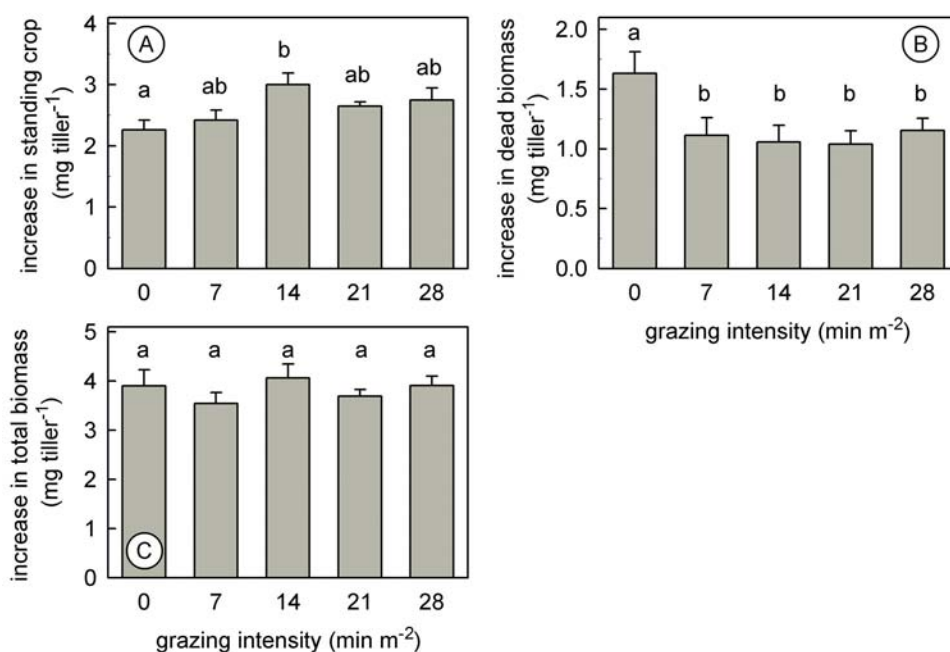 increase in standing crop
(mg tiller⁻¹)
4
3
2
1
0
A
a
ab
b
ab
ab
0 7 14 21 28
increase in dead biomass
(mg tiller⁻¹)
2.0
1.5
1.0
0.5
0.0
B
a
b
b
b
b
0 7 14 21 28
grazing intensity (min m⁻²)
increase in total biomass
(mg tiller⁻¹)
5
4
3
2
1
0
a
a
a
a
a
C
0 7 14 21 28
grazing intensity (min m⁻²)